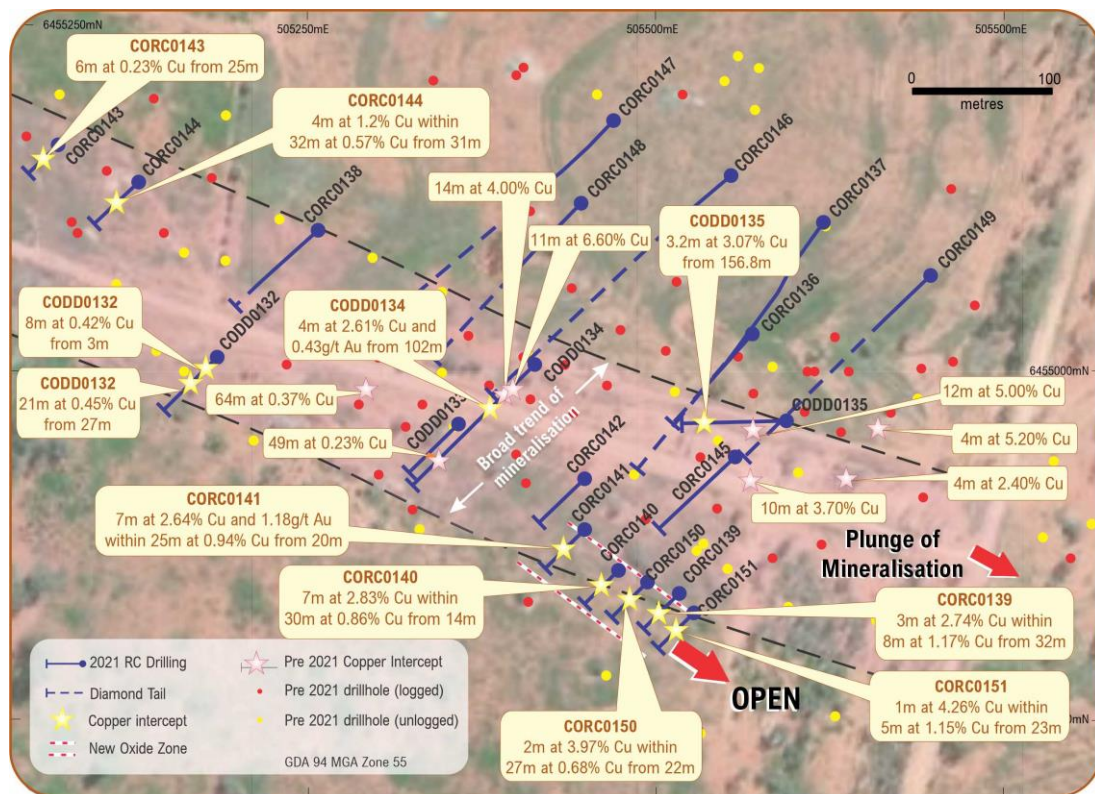 6455250mN
505250mE
505500mE
505500mE
CORC0143
6m at 0.23% Cu from 25m
CORC0144
4m at 1.2% Cu within
32m at 0.57% Cu from 31m
0
100
metres
CORC0143
CORC0144
CORC0138
CORC0147
CORC0148
CORC0146
CORC0137
CORC0149
14m at 4.00% Cu
11m at 6.60% Cu
CODD0135
3.2m at 3.07% Cu
from 156.8m
CORC0136
CODD0132
8m at 0.42% Cu
from 3m
CODD0132
CODD0134
4m at 2.61% Cu and
0.43g/t Au from 102m
CODD0134
CODD0132
21m at 0.45% Cu
from 27m
64m at 0.37% Cu
49m at 0.23% Cu
CODD0133
Broad trend of
mineralisation
6455000mN
12m at 5.00% Cu
CODD0135
4m at 5.20% Cu
4m at 2.40% Cu
10m at 3.70% Cu
CORC0142
CORC0145
CORC0141
CORC0141
7m at 2.64% Cu and 1.18g/t Au
within 25m at 0.94% Cu from 20m
CORC0140
CORC0150
CORC0139
CORC0151
Plunge of
Mineralisation
CORC0140
7m at 2.83% Cu within
30m at 0.86% Cu from 14m
CORC0139
3m at 2.74% Cu within
8m at 1.17% Cu from 32m
OPEN
CORC0151
1m at 4.26% Cu within
5m at 1.15% Cu from 23m
CORC0150
2m at 3.97% Cu within
27m at 0.68% Cu from 22m
2021 RC Drilling
Diamond Tail
Copper intercept
New Oxide Zone
Pre 2021 Copper Intercept
Pre 2021 drillhole (logged)
Pre 2021 drillhole (unlogged)
GDA 94 MGA Zone 55